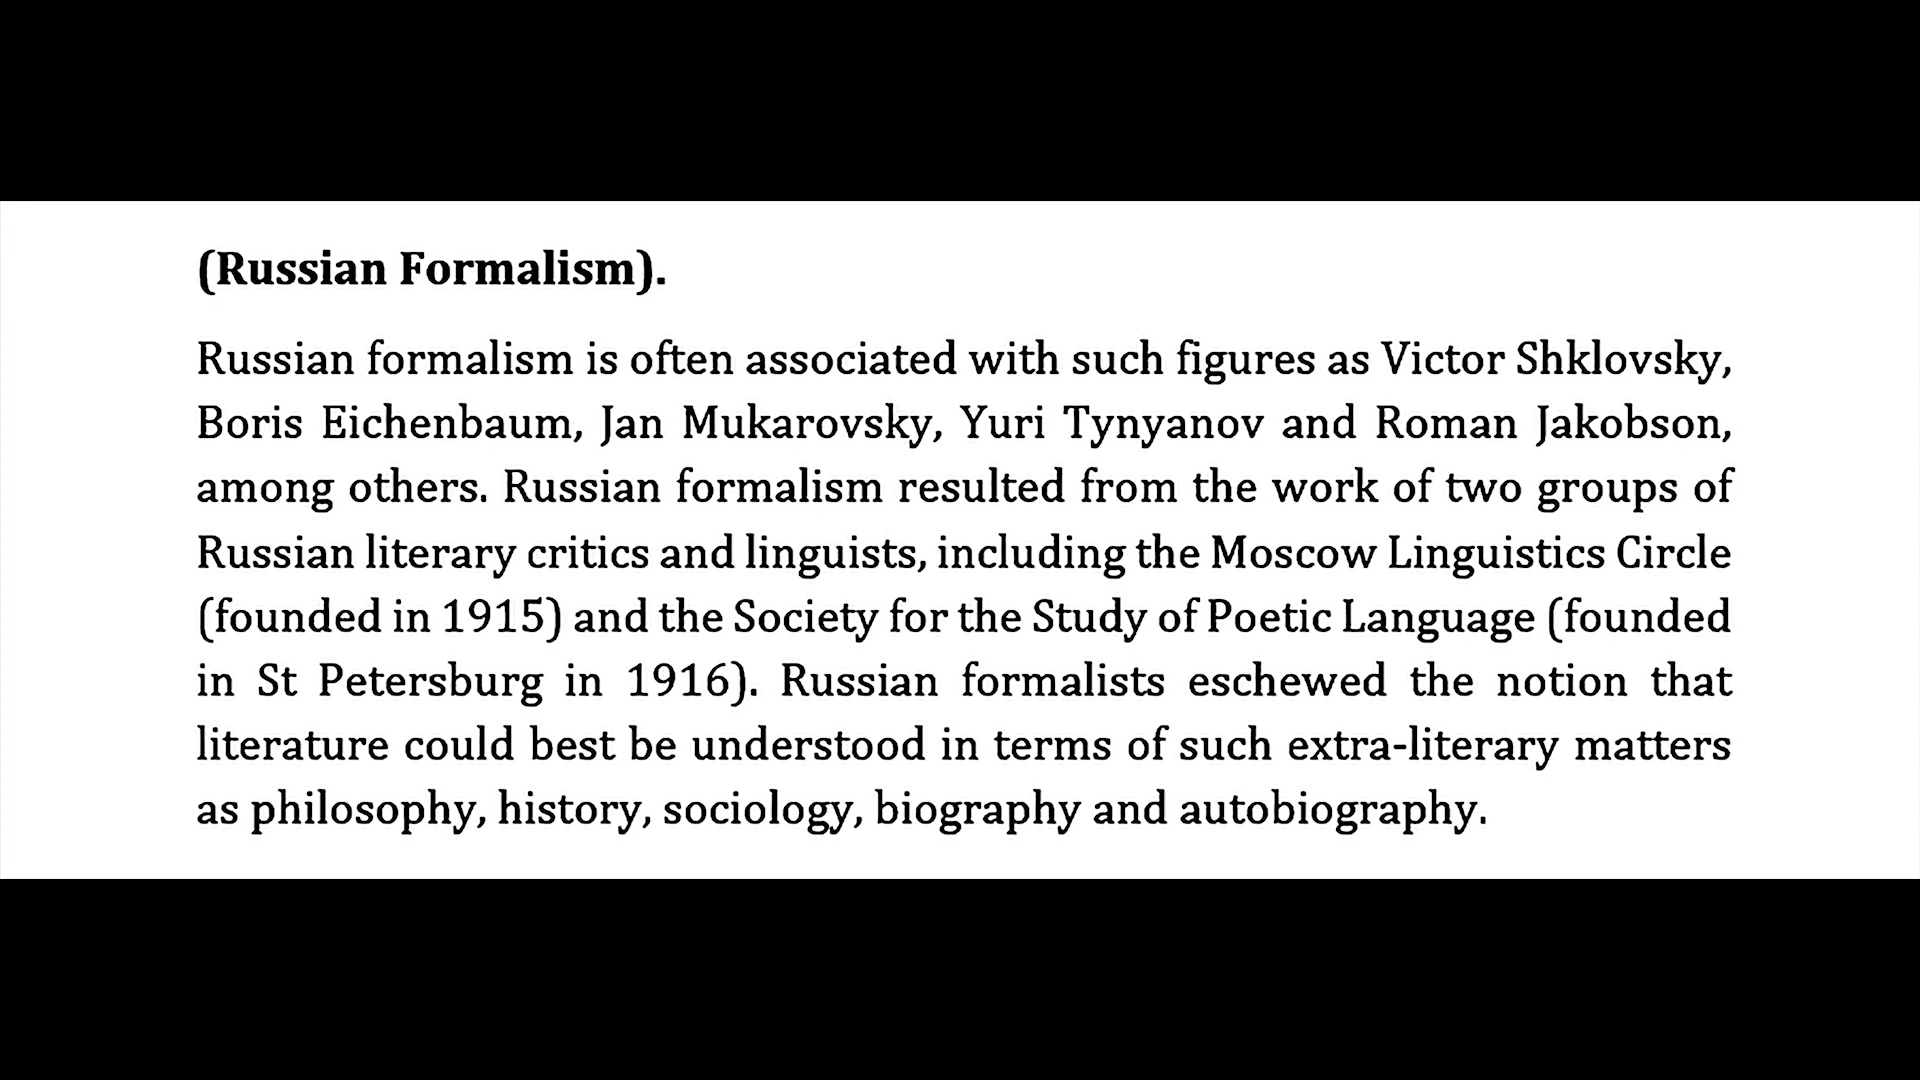 (Russian Formalism).
Russian formalism is often associated with such figures as Victor Shklovsky,
Boris Eichenbaum, Jan Mukarovsky, Yuri Tynyanov and Roman Jakobson,
among others. Russian formalism resulted from the work of two groups of
Russian literary critics and linguists, including the Moscow Linguistics Circle
(founded in 1915) and the Society for the Study of Poetic Language (founded
in St Petersburg in 1916). Russian formalists eschewed the notion that
literature could best be understood in terms of such extra-literary matters
as philosophy, history, sociology, biography and autobiography.